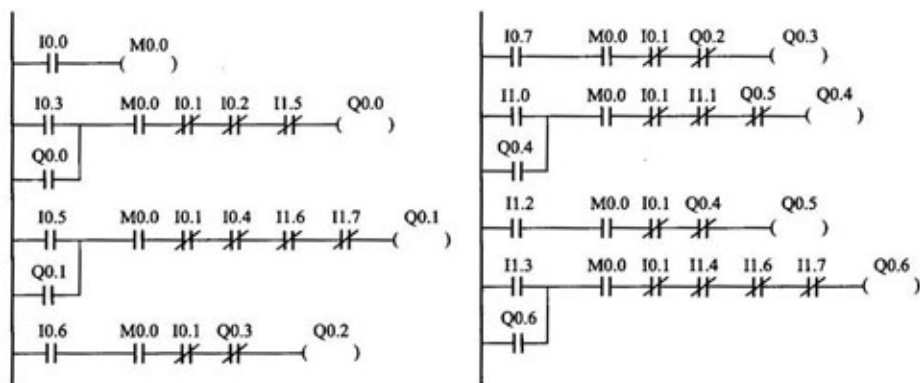 I0.0 M0.0
I0.3 M0.0 I0.1 I0.2 I1.5 Q0.0
Q0.0
I0.5 M0.0 I0.1 I0.4 I1.6 I1.7 Q0.1
Q0.1
I0.6 M0.0 I0.1 Q0.3 Q0.2
I0.7 M0.0 I0.1 Q0.2 Q0.3
I1.0 M0.0 I0.1 I1.1 Q0.5 Q0.4
Q0.4
I1.2 M0.0 I0.1 Q0.4 Q0.5
I1.3 M0.0 I0.1 I1.4 I1.6 I1.7 Q0.6
Q0.6